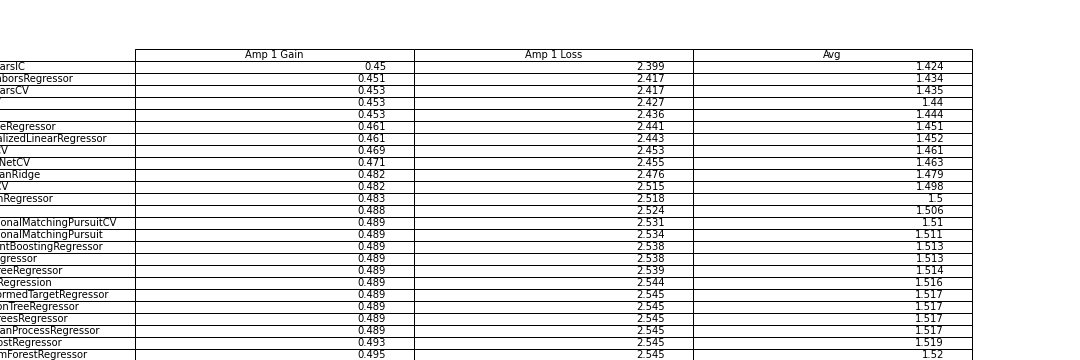 Amp 1 Gain Amp 1 Loss Avg
arsIC 0.45 2.399 1.424
borsRegressor 0.451 2.417 1.434
arsCV 0.453 2.417 1.435
0.453 2.427 1.44
0.453 2.436 1.444
eRegressor 0.461 2.441 1.451
alizedLinearRegressor 0.461 2.443 1.452
CV 0.469 2.453 1.461
NetCV 0.471 2.455 1.463
anRidge 0.482 2.476 1.479
CV 0.482 2.515 1.498
nRegressor 0.483 2.518 1.5
0.488 2.524 1.506
onalMatchingPursuitCV 0.489 2.531 1.51
onalMatchingPursuit 0.489 2.534 1.511
ntBoostingRegressor 0.489 2.538 1.513
gressor 0.489 2.538 1.513
reeRegressor 0.489 2.539 1.514
Regression 0.489 2.544 1.516
ormedTargetRegressor 0.489 2.545 1.517
onTreeRegressor 0.489 2.545 1.517
reesRegressor 0.489 2.545 1.517
anProcessRegressor 0.489 2.545 1.517
ostRegressor 0.493 2.545 1.519
mForestRegressor 0.495 2.545 1.52